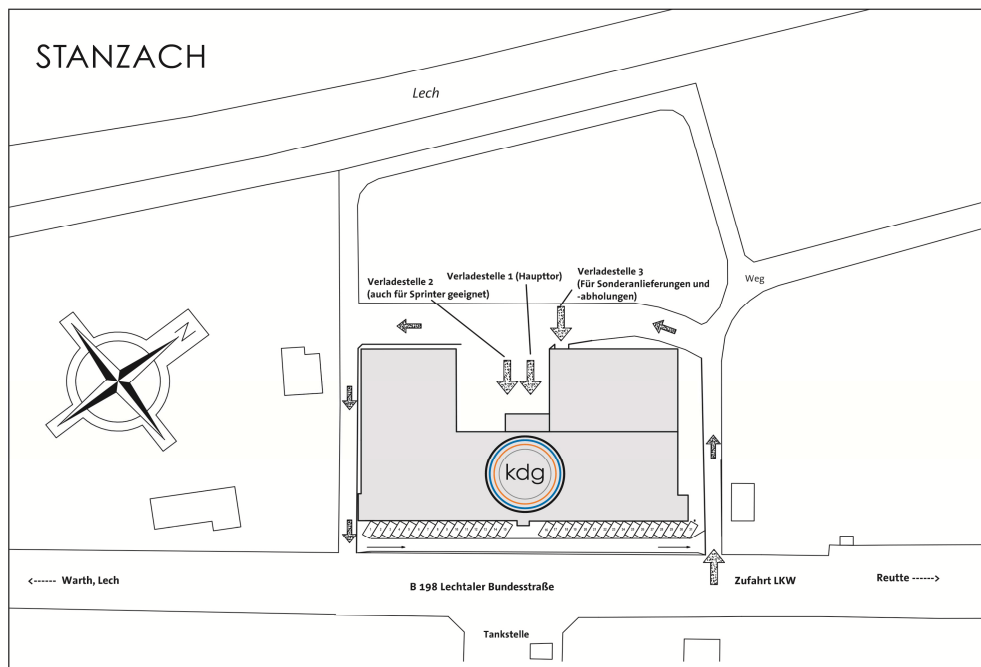 STANZACH
Lech
Verladestelle 2
(auch für Sprinter geeignet)
Verladestelle 1 (Haupttor)
Verladestelle 3
(Für Sonderanlieferungen und
-abholungen)
Weg
N
kdg
<------ Warth, Lech
B 198 Lechtaler Bundesstraße
Zufahrt LKW
Reutte ------>
Tankstelle